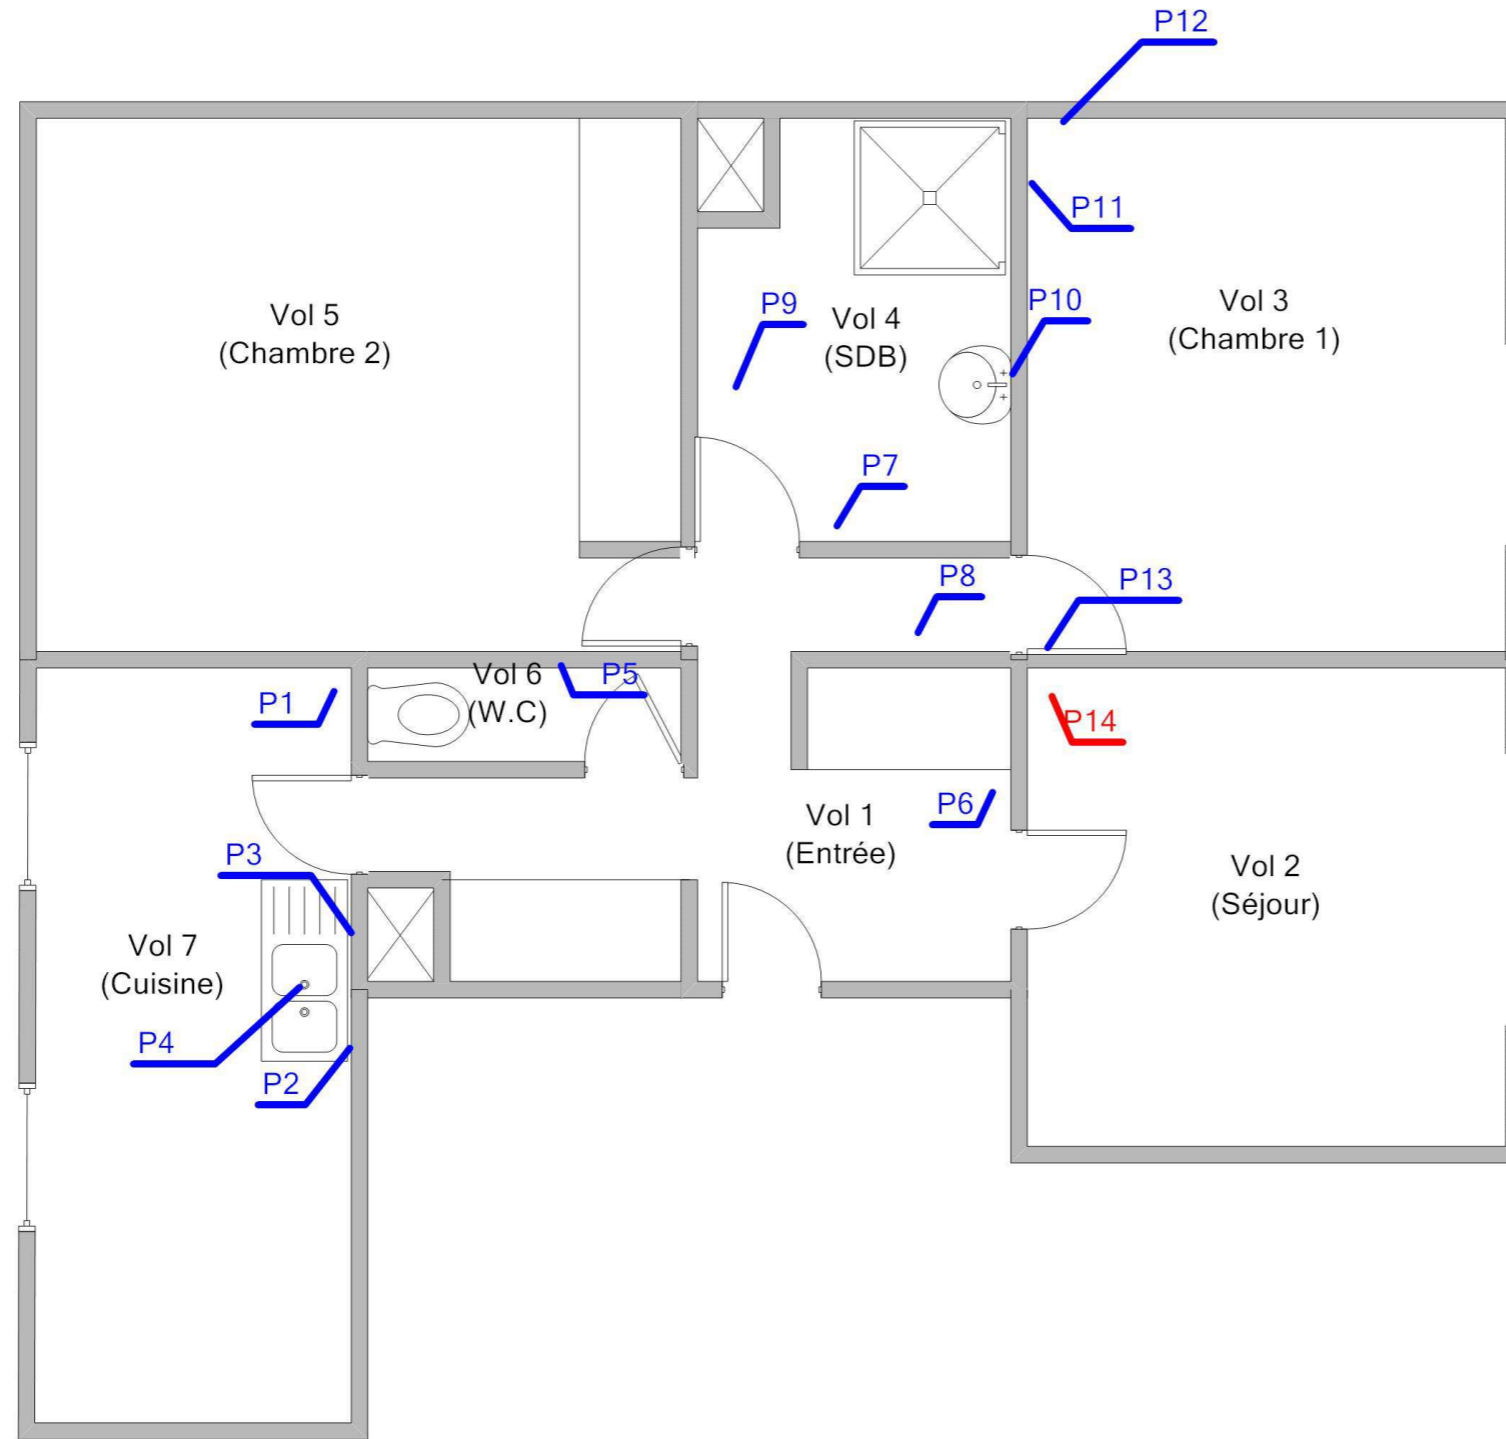 P12
P11
Vol 5
(Chambre 2)
P9
Vol 4
(SDB)
P10
Vol 3
(Chambre 1)
P7
P8
P13
P1
Vol 6
(W.C)
P5
P14
P3
Vol 1
(Entrée)
P6
Vol 2
(Séjour)
Vol 7
(Cuisine)
P4
P2